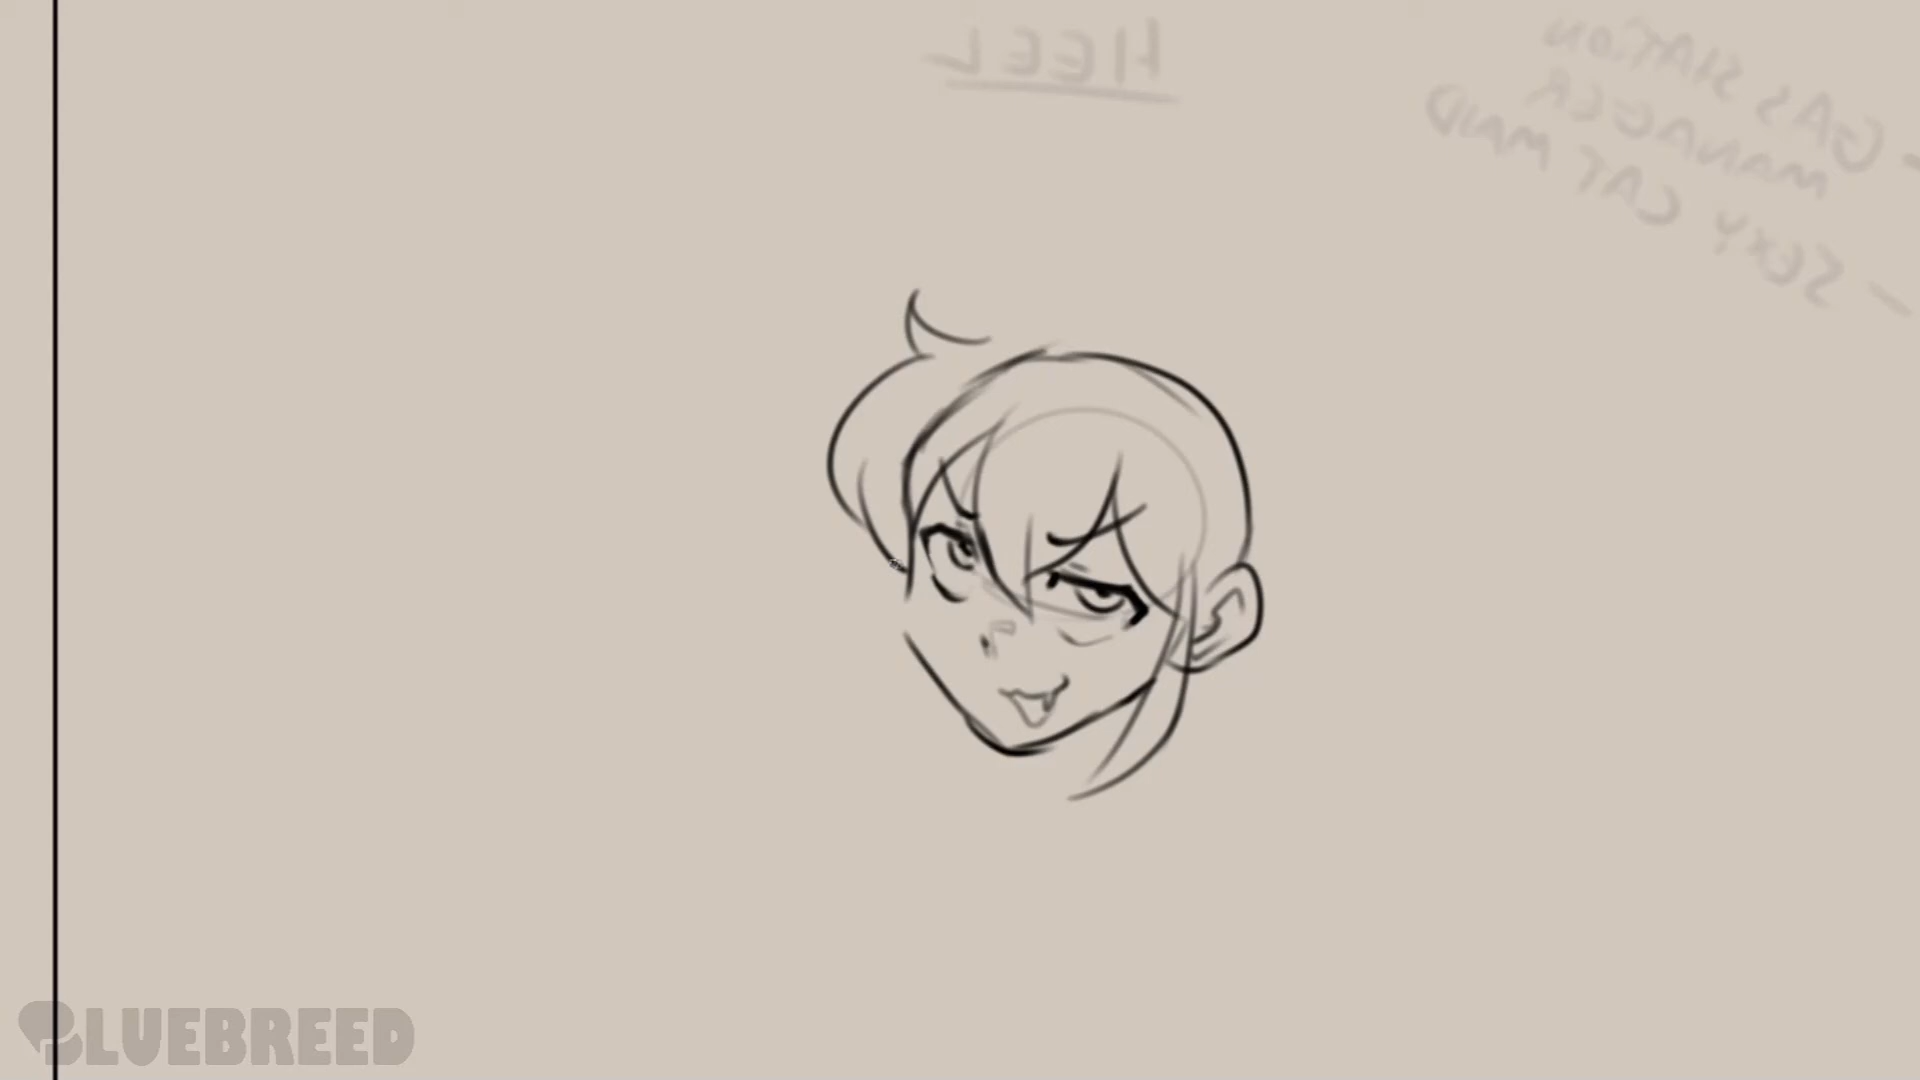 HEEL
- GAS STATION
MANAGER
- SEXY CAT MAID
BLUEBREED